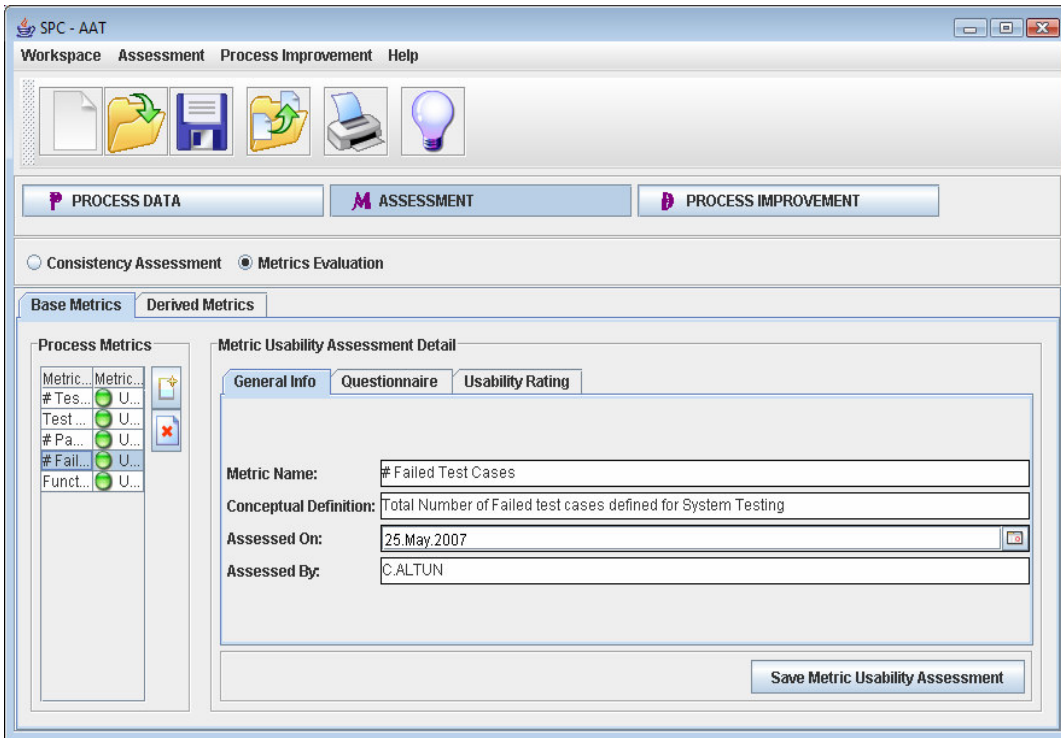 SPC - AAT
Workspace Assessment Process Improvement Help
P PROCESS DATA M ASSESSMENT PROCESS IMPROVEMENT
Consistency Assessment Metrics Evaluation
Base Metrics Derived Metrics
Process Metrics
Metric... Metric...
# Tes... U...
Test ... U...
# Pa... U...
# Fail... U...
Funct... U...
Metric Usability Assessment Detail
General Info Questionnaire Usability Rating
Metric Name: # Failed Test Cases
Conceptual Definition: Total Number of Failed test cases defined for System Testing
Assessed On: 25.May.2007
Assessed By: C.ALTUN
Save Metric Usability Assessment